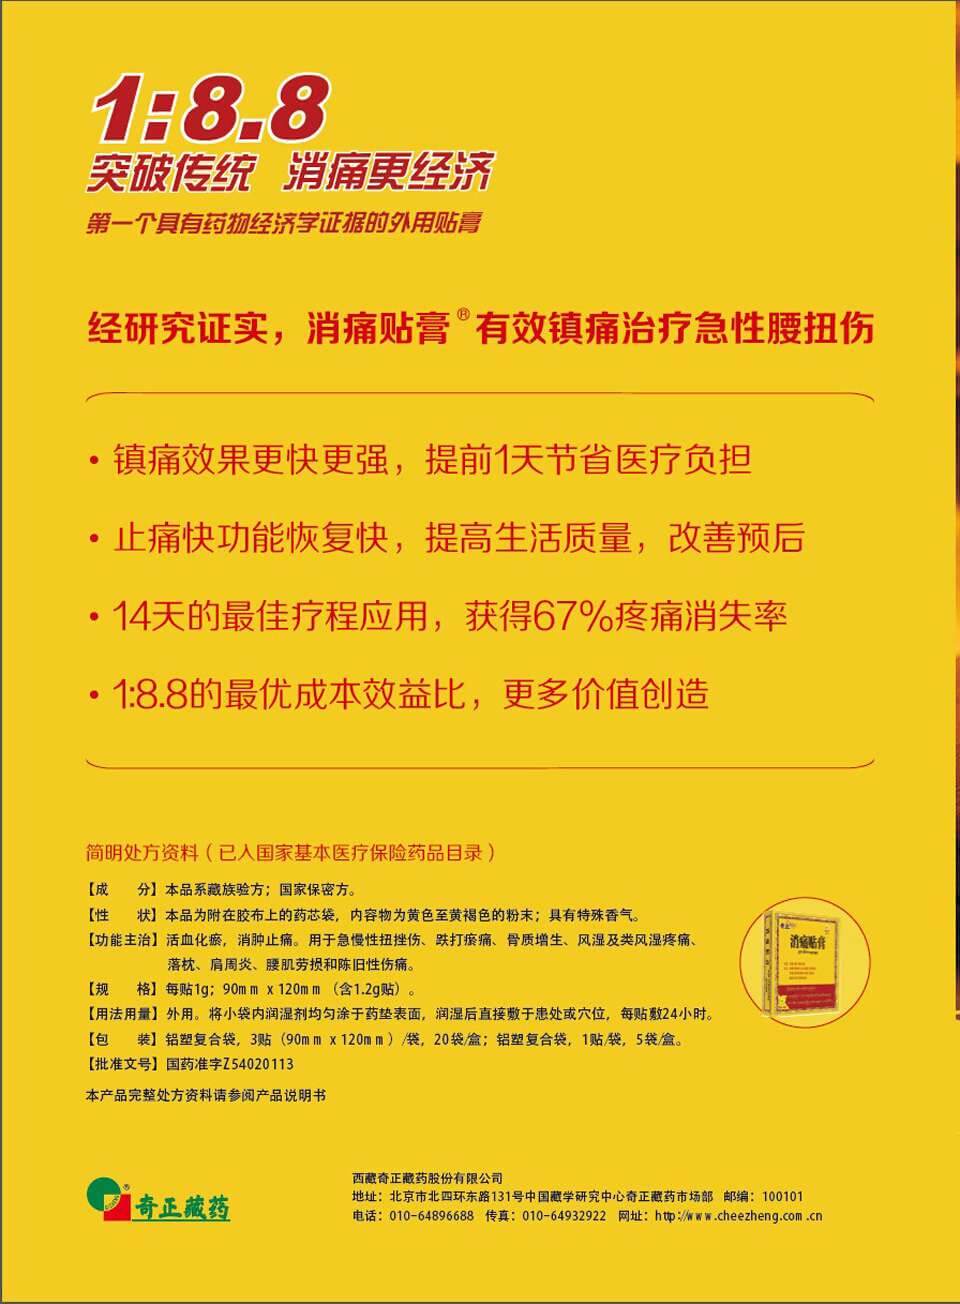 1:8.8
突破传统 消痛更经济
第一个具有药物经济学证据的外用贴膏
经研究证实，消痛贴膏®有效镇痛治疗急性腰扭伤
• 镇痛效果更快更强，提前1天节省医疗负担
• 止痛快功能恢复快，提高生活质量，改善预后
• 14天的最佳疗程应用，获得67%疼痛消失率
• 1:8.8的最优成本效益比，更多价值创造
简明处方资料（已入国家基本医疗保险药品目录）
【成　　分】本品系藏族验方；国家保密方。
【性　　状】本品为附在胶布上的药芯袋，内容物为黄色至黄褐色的粉末；具有特殊香气。
【功能主治】活血化瘀，消肿止痛。用于急慢性扭挫伤、跌打瘀痛、骨质增生、风湿及类风湿疼痛、
落枕、肩周炎、腰肌劳损和陈旧性伤痛。
【规　　格】每贴1g；90mm x 120mm （含1.2g贴）。
【用法用量】外用。将小袋内润湿剂均匀涂于药垫表面，润湿后直接敷于患处或穴位，每贴敷24小时。
【包　　装】铝塑复合袋，3贴（90mm x 120mm）/袋，20袋/盒；铝塑复合袋，1贴/袋，5袋/盒。
【批准文号】国药准字Z54020113
本产品完整处方资料请参阅产品说明书
消痛贴膏
奇正藏药®
西藏奇正藏药股份有限公司
地址：北京市北四环东路131号中国藏学研究中心奇正藏药市场部 邮编：100101
电话：010-64896688 传真：010-64932922 网址：http://www.cheezheng.com.cn